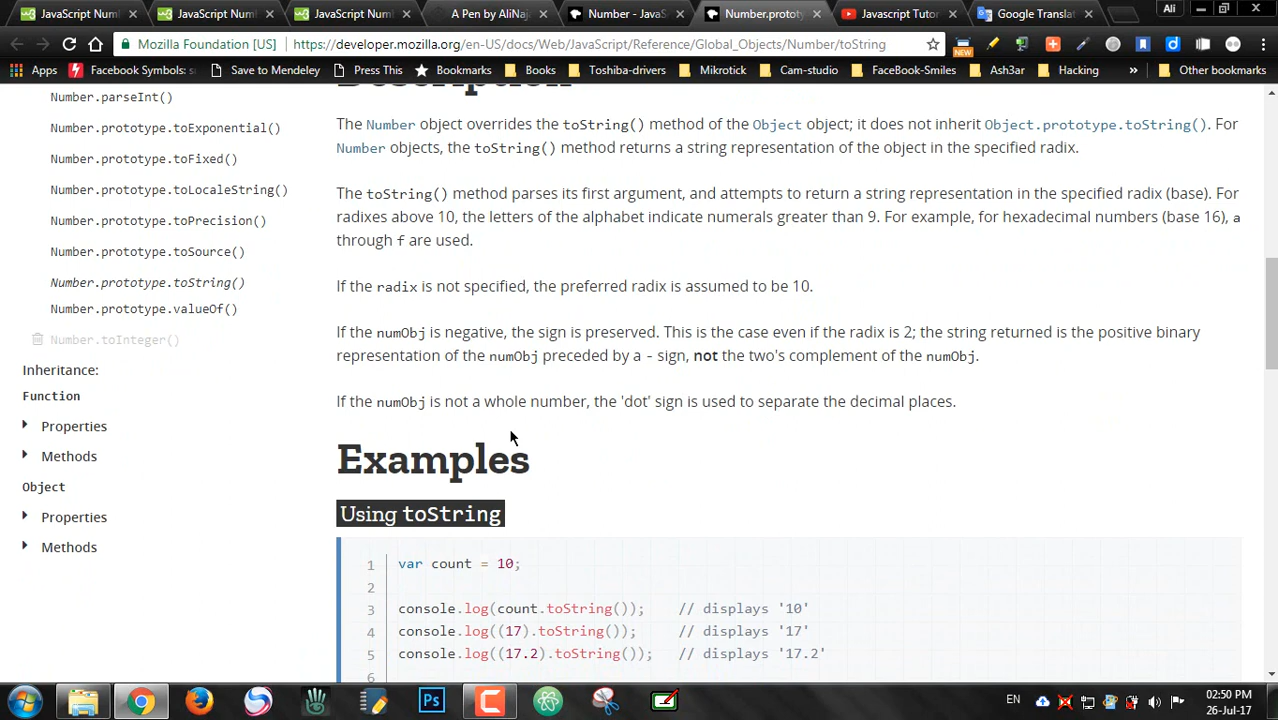 JavaScript Num
JavaScript Num
JavaScript Num
A Pen by AliNaj
Number - JavaS
Number.protot
Javascript Tutor
Google Translat
Ali
Mozilla Foundation [US]
https://developer.mozilla.org/en-US/docs/Web/JavaScript/Reference/Global_Objects/Number/toString
NEW
Apps
Facebook Symbols: s
Save to Mendeley
Press This
Bookmarks
Books
Toshiba-drivers
Mikrotick
Cam-studio
FaceBook-Smiles
Ash3ar
Hacking
»
Other bookmarks
Number.parseInt()
Number.prototype.toExponential()
Number.prototype.toFixed()
Number.prototype.toLocaleString()
Number.prototype.toPrecision()
Number.prototype.toSource()
Number.prototype.toString()
Number.prototype.valueOf()
Number.toInteger()
Inheritance:
Function
Properties
Methods
Object
Properties
Methods
Description
The Number object overrides the toString() method of the Object object; it does not inherit Object.prototype.toString(). For
Number objects, the toString() method returns a string representation of the object in the specified radix.
The toString() method parses its first argument, and attempts to return a string representation in the specified radix (base). For
radixes above 10, the letters of the alphabet indicate numerals greater than 9. For example, for hexadecimal numbers (base 16), a
through f are used.
If the radix is not specified, the preferred radix is assumed to be 10.
If the numObj is negative, the sign is preserved. This is the case even if the radix is 2; the string returned is the positive binary
representation of the numObj preceded by a - sign, not the two's complement of the numObj.
If the numObj is not a whole number, the 'dot' sign is used to separate the decimal places.
Examples
Using toString
1 var count = 10;
2
3 console.log(count.toString()); // displays '10'
4 console.log((17).toString()); // displays '17'
5 console.log((17.2).toString()); // displays '17.2'
6
Ps
EN
02:50 PM
26-Jul-17